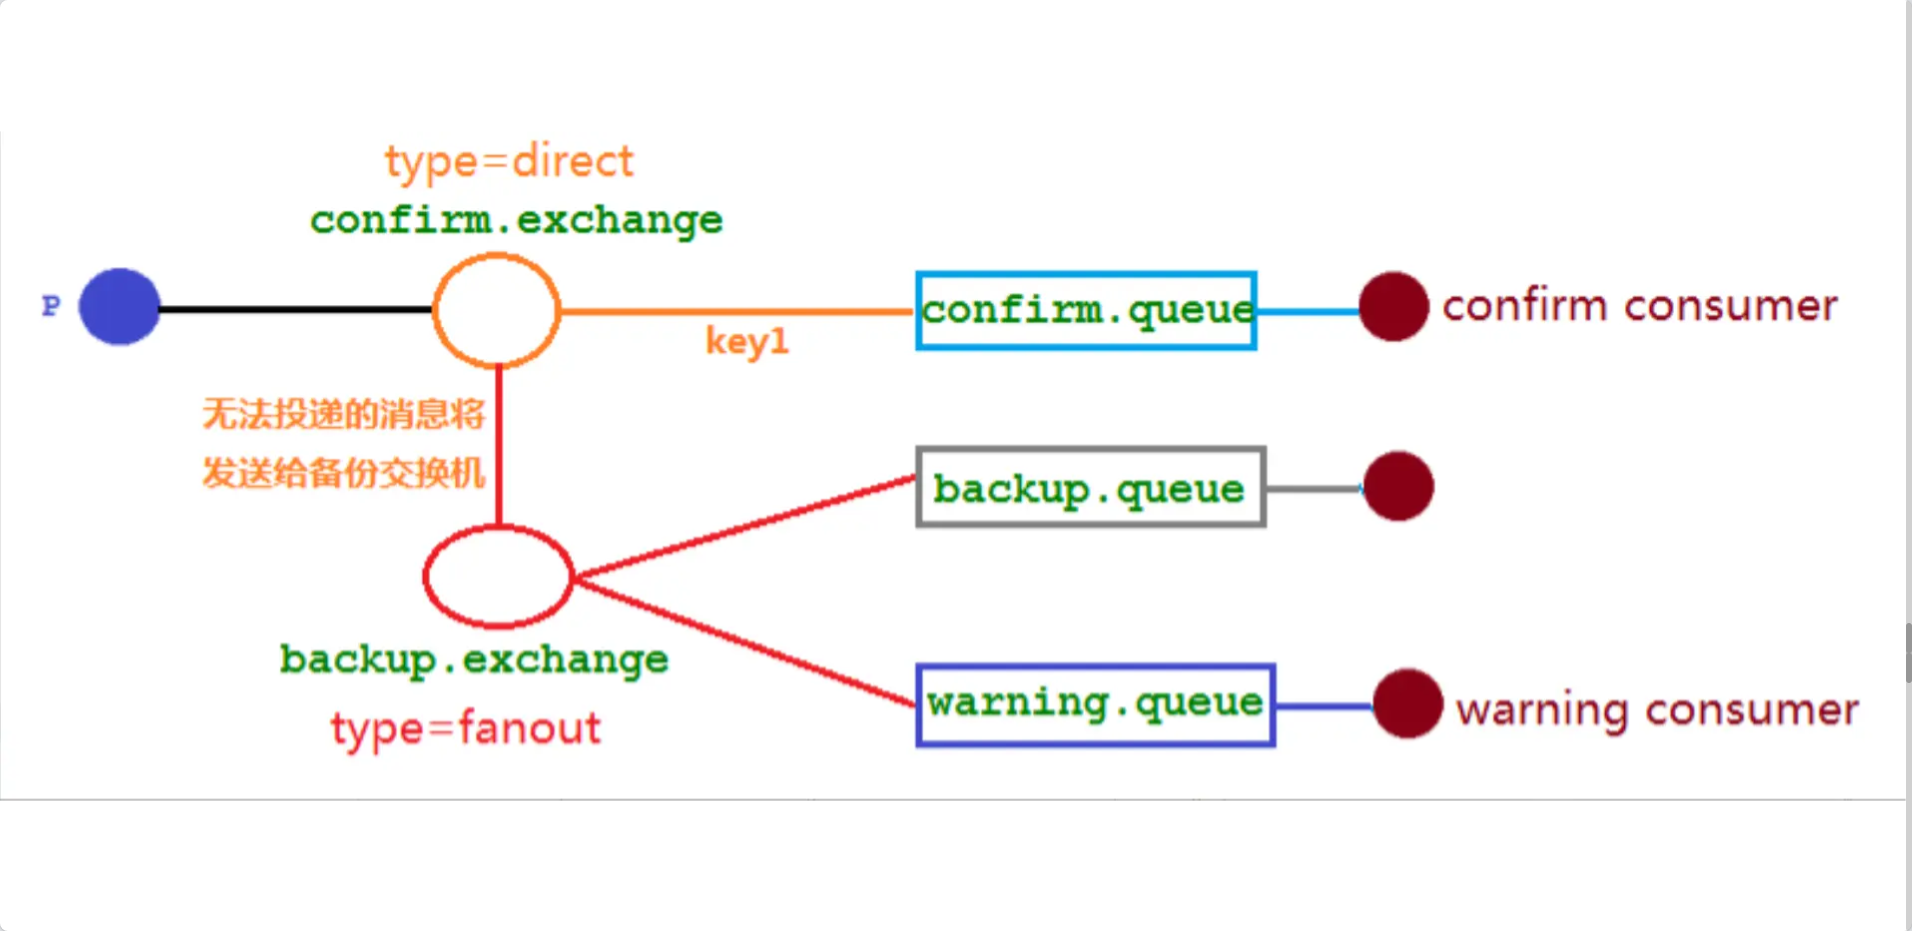 type=direct
confirm.exchange
P
key1
confirm.queue
confirm consumer
无法投递的消息将
发送给备份交换机
backup.queue
backup.exchange
type=fanout
warning.queue
warning consumer